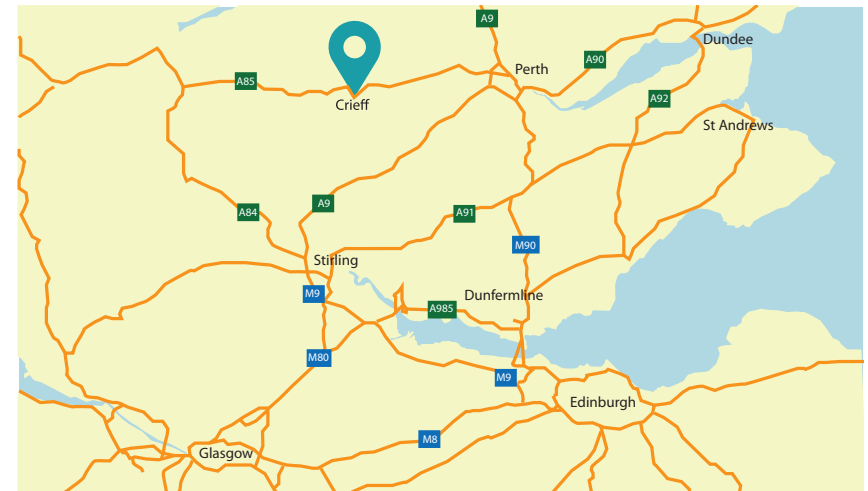 A9
Dundee
A90
Perth
A85
A92
Crieff
St Andrews
A84
A9
A91
M90
Stirling
M9
Dunfermline
A985
M80
M9
Edinburgh
M8
Glasgow